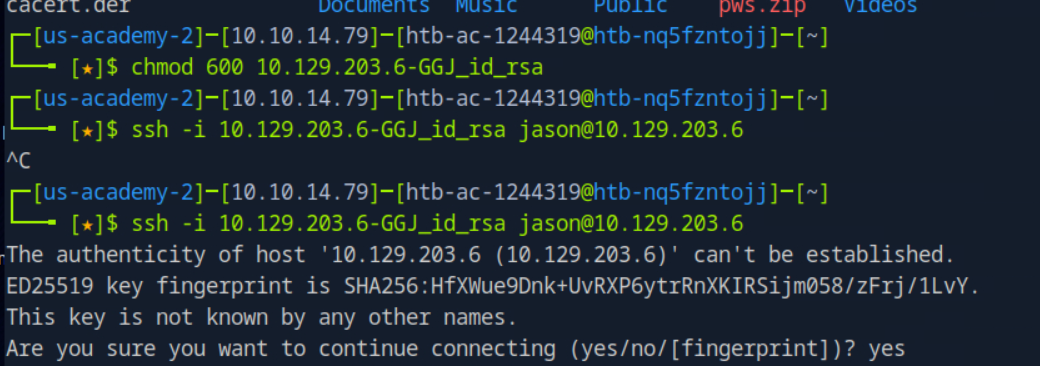 cacert.der Documents Music Public pws.zip Videos
┌─[us-academy-2]─[10.10.14.79]─[htb-ac-1244319@htb-nq5fzntojj]─[~]
└──╼ [★]$ chmod 600 10.129.203.6-GGJ_id_rsa
┌─[us-academy-2]─[10.10.14.79]─[htb-ac-1244319@htb-nq5fzntojj]─[~]
└──╼ [★]$ ssh -i 10.129.203.6-GGJ_id_rsa jason@10.129.203.6
^C
┌─[us-academy-2]─[10.10.14.79]─[htb-ac-1244319@htb-nq5fzntojj]─[~]
└──╼ [★]$ ssh -i 10.129.203.6-GGJ_id_rsa jason@10.129.203.6
The authenticity of host '10.129.203.6 (10.129.203.6)' can't be established.
ED25519 key fingerprint is SHA256:HfXWue9Dnk+UvRXP6ytrRnXKIRSijm058/zFrj/1LvY.
This key is not known by any other names.
Are you sure you want to continue connecting (yes/no/[fingerprint])? yes